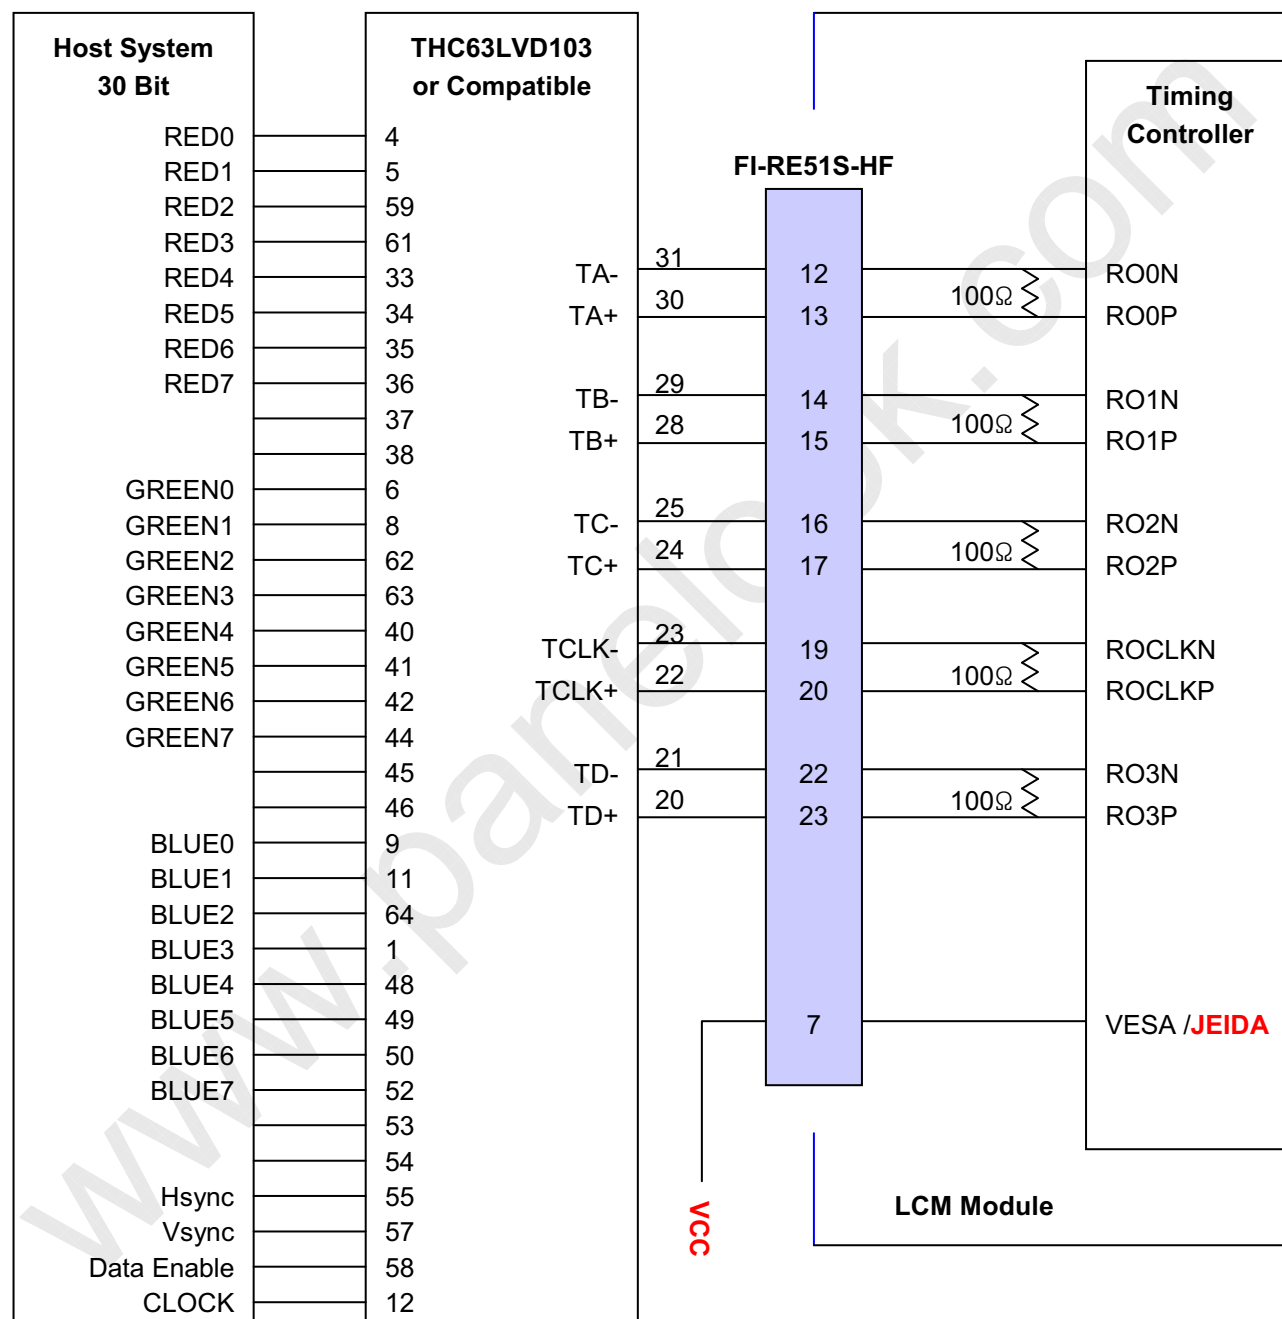 Host System
30 Bit
RED0
RED1
RED2
RED3
RED4
RED5
RED6
RED7
GREEN0
GREEN1
GREEN2
GREEN3
GREEN4
GREEN5
GREEN6
GREEN7
BLUE0
BLUE1
BLUE2
BLUE3
BLUE4
BLUE5
BLUE6
BLUE7
Hsync
Vsync
Data Enable
CLOCK
THC63LVD103
or Compatible
4
5
59
61
33
34
35
36
37
38
6
8
62
63
40
41
42
44
45
46
9
11
64
1
48
49
50
52
53
54
55
57
58
12
TA-
TA+
TB-
TB+
TC-
TC+
TCLK-
TCLK+
TD-
TD+
31
30
29
28
25
24
23
22
21
20
FI-RE51S-HF
12
13
14
15
16
17
19
20
22
23
7
VCC
100Ω
100Ω
100Ω
100Ω
100Ω
Timing
Controller
RO0N
RO0P
RO1N
RO1P
RO2N
RO2P
ROCLKN
ROCLKP
RO3N
RO3P
VESA /JEIDA
LCM Module
www.panelook.com